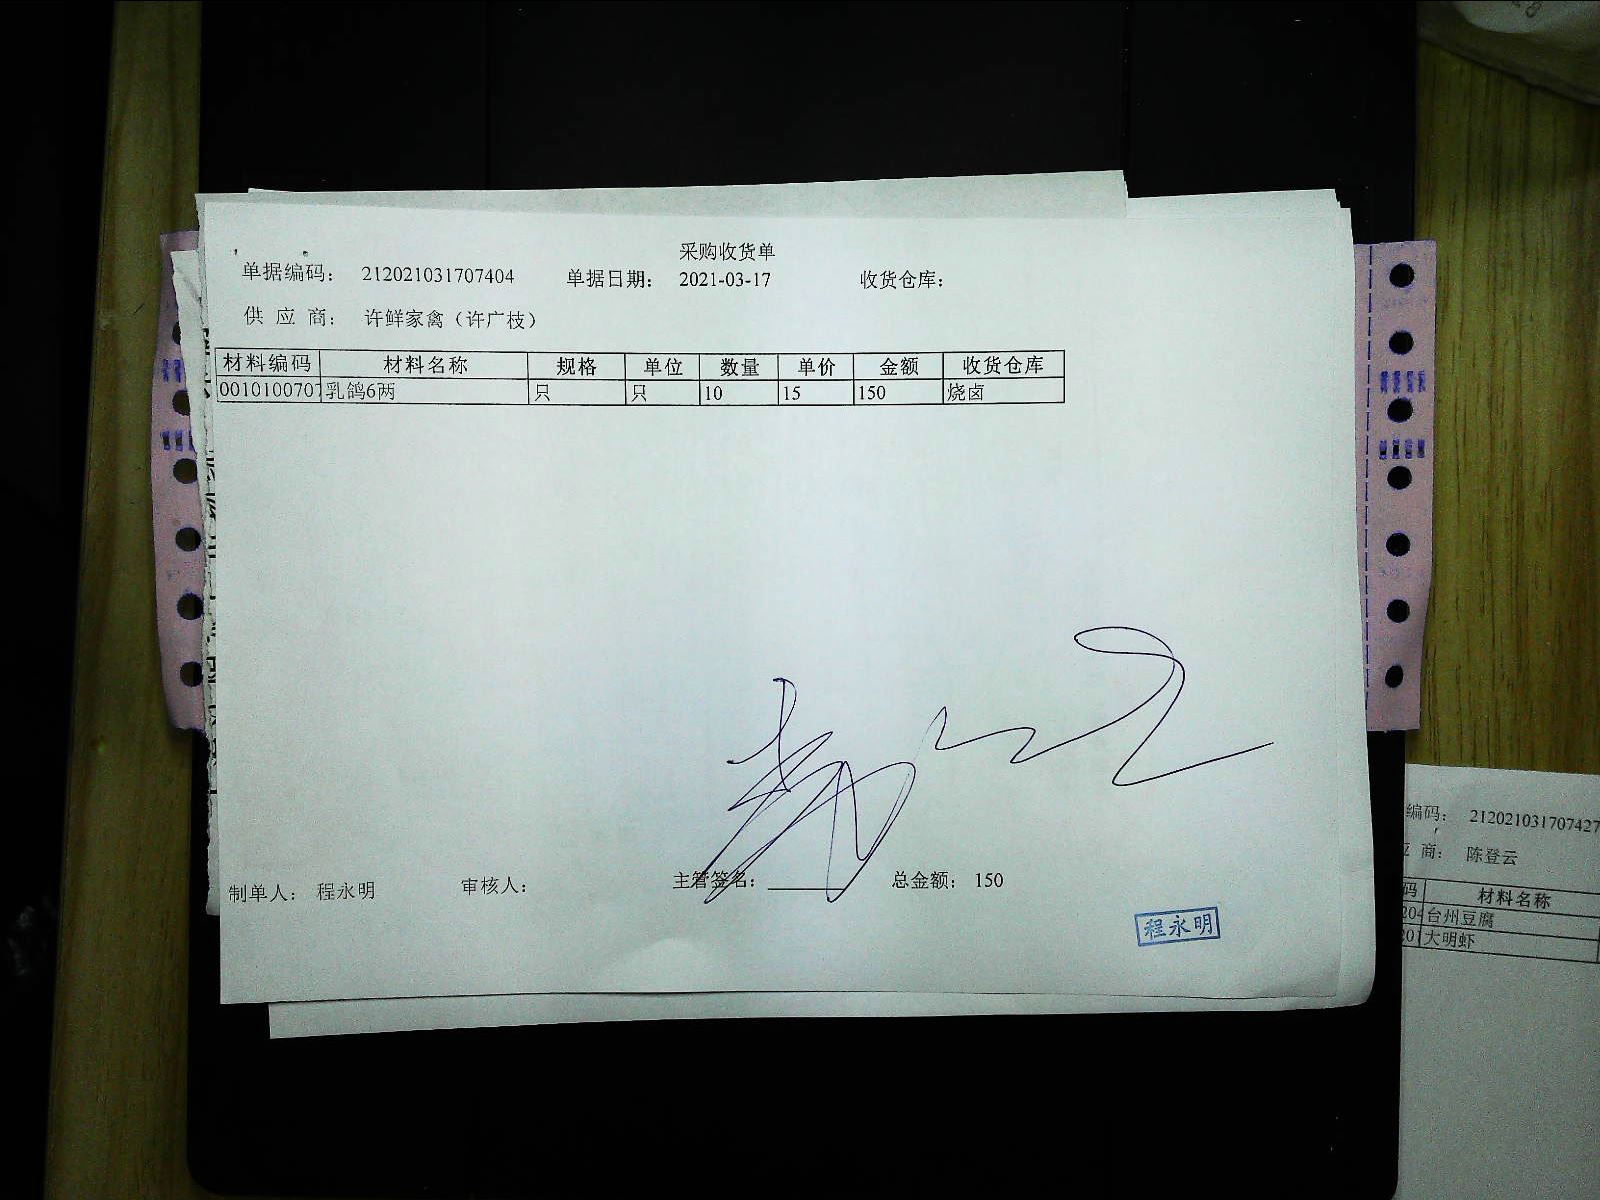 采购收货单
单据编码： 212021031707404 单据日期： 2021-03-17 收货仓库：
供 应 商： 许鲜家禽（许广枝）
材料编码 材料名称 规格 单位 数量 单价 金额 收货仓库
0010100707 乳鸽6两 只 只 10 15 150 烧卤
制单人： 程永明 审核人： 主管签名： 总金额： 150
程永明
编码： 212021031707427
应 商： 陈登云
码 材料名称
204 台州豆腐
201 大明虾